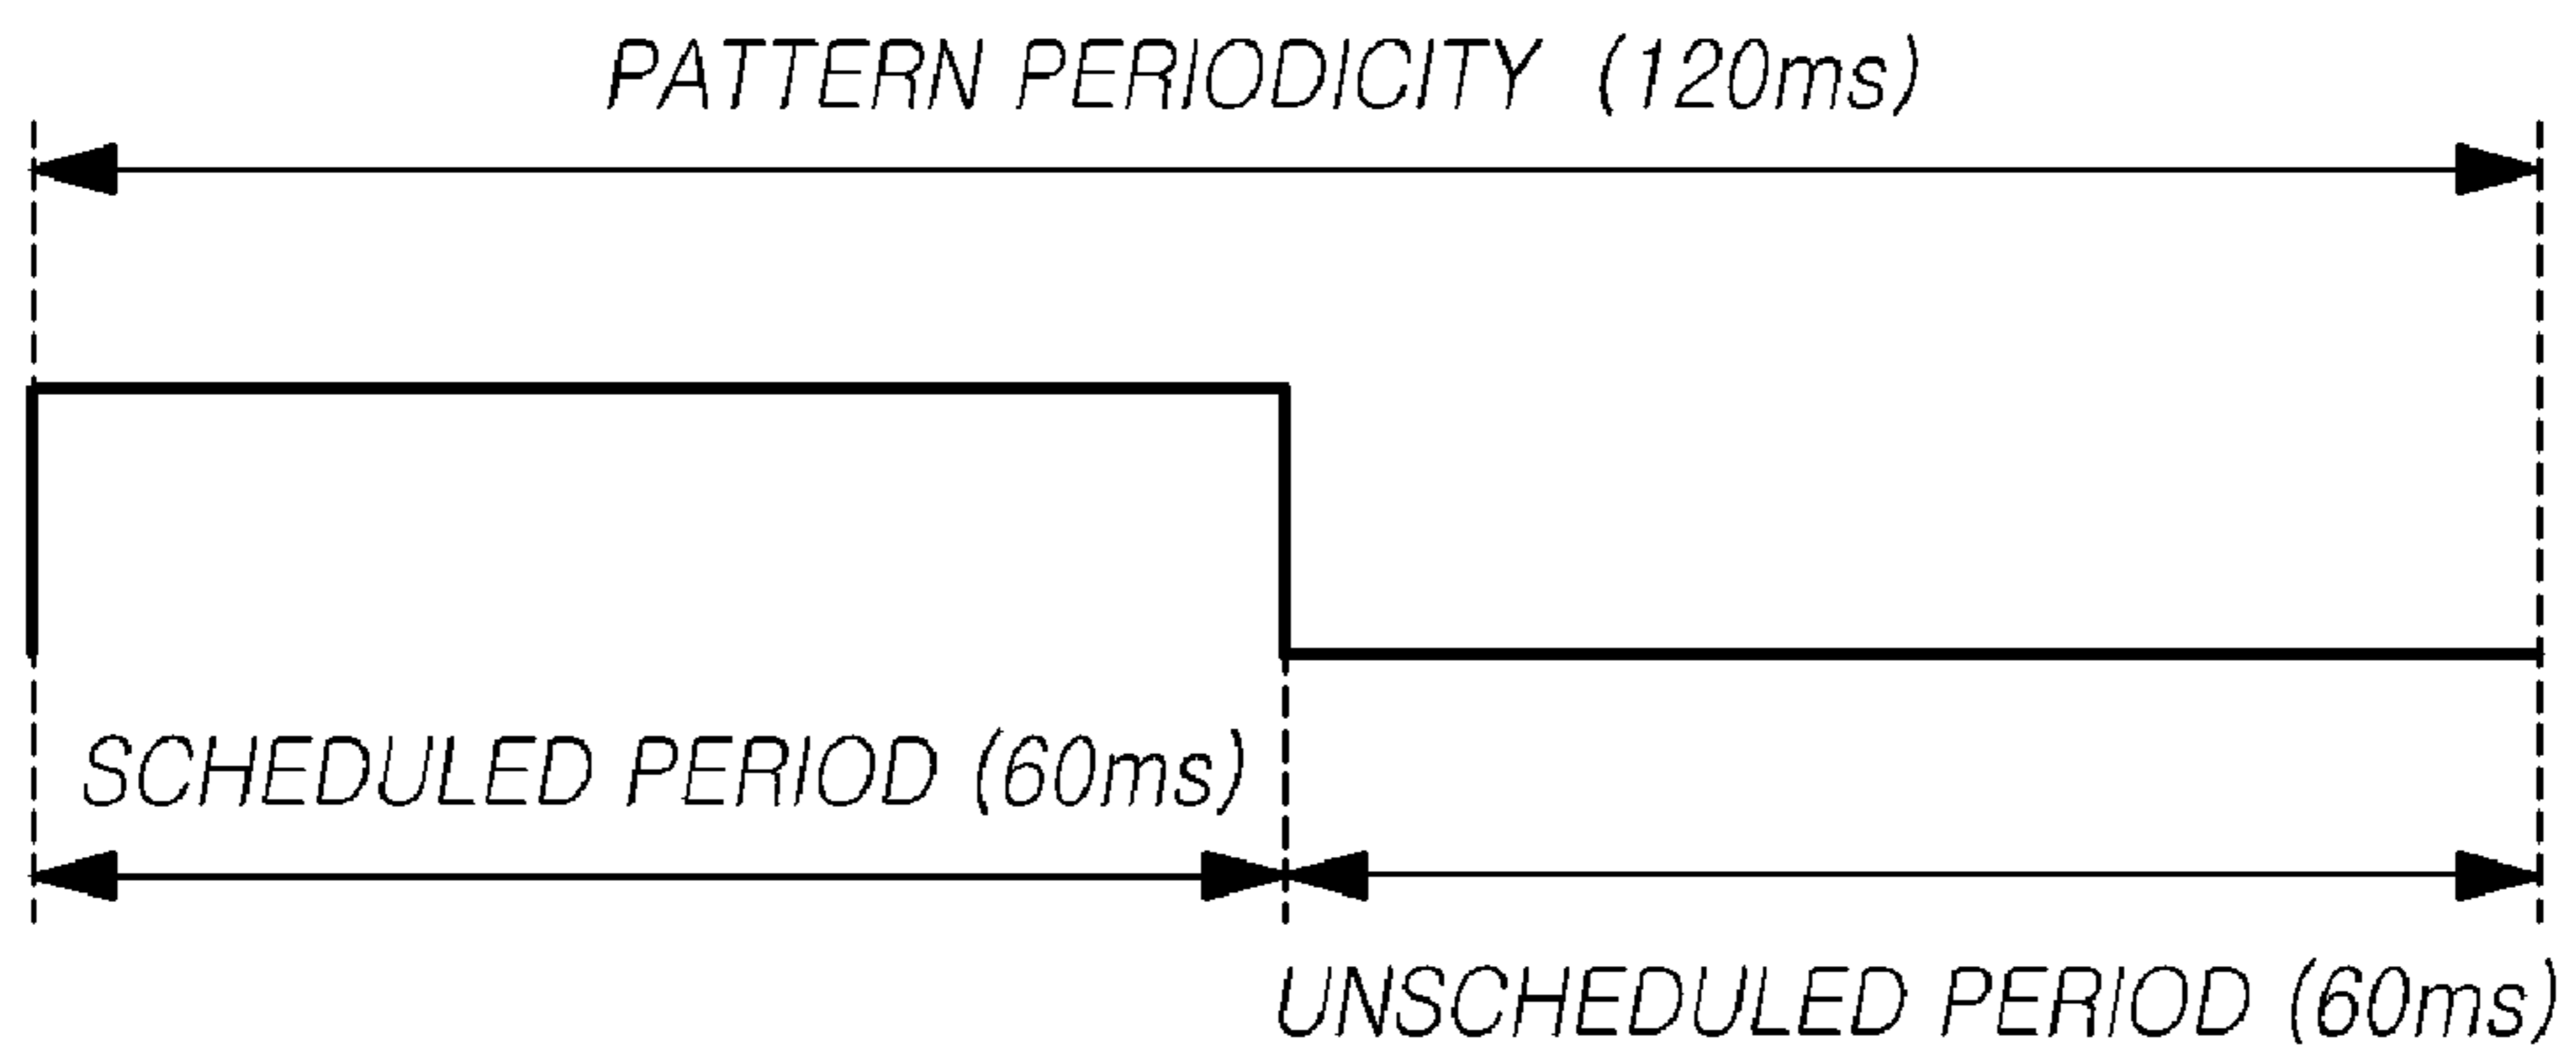 PATTERN PERIODICITY (120ms)
SCHEDULED PERIOD (60ms)
UNSCHEDULED PERIOD (60ms)